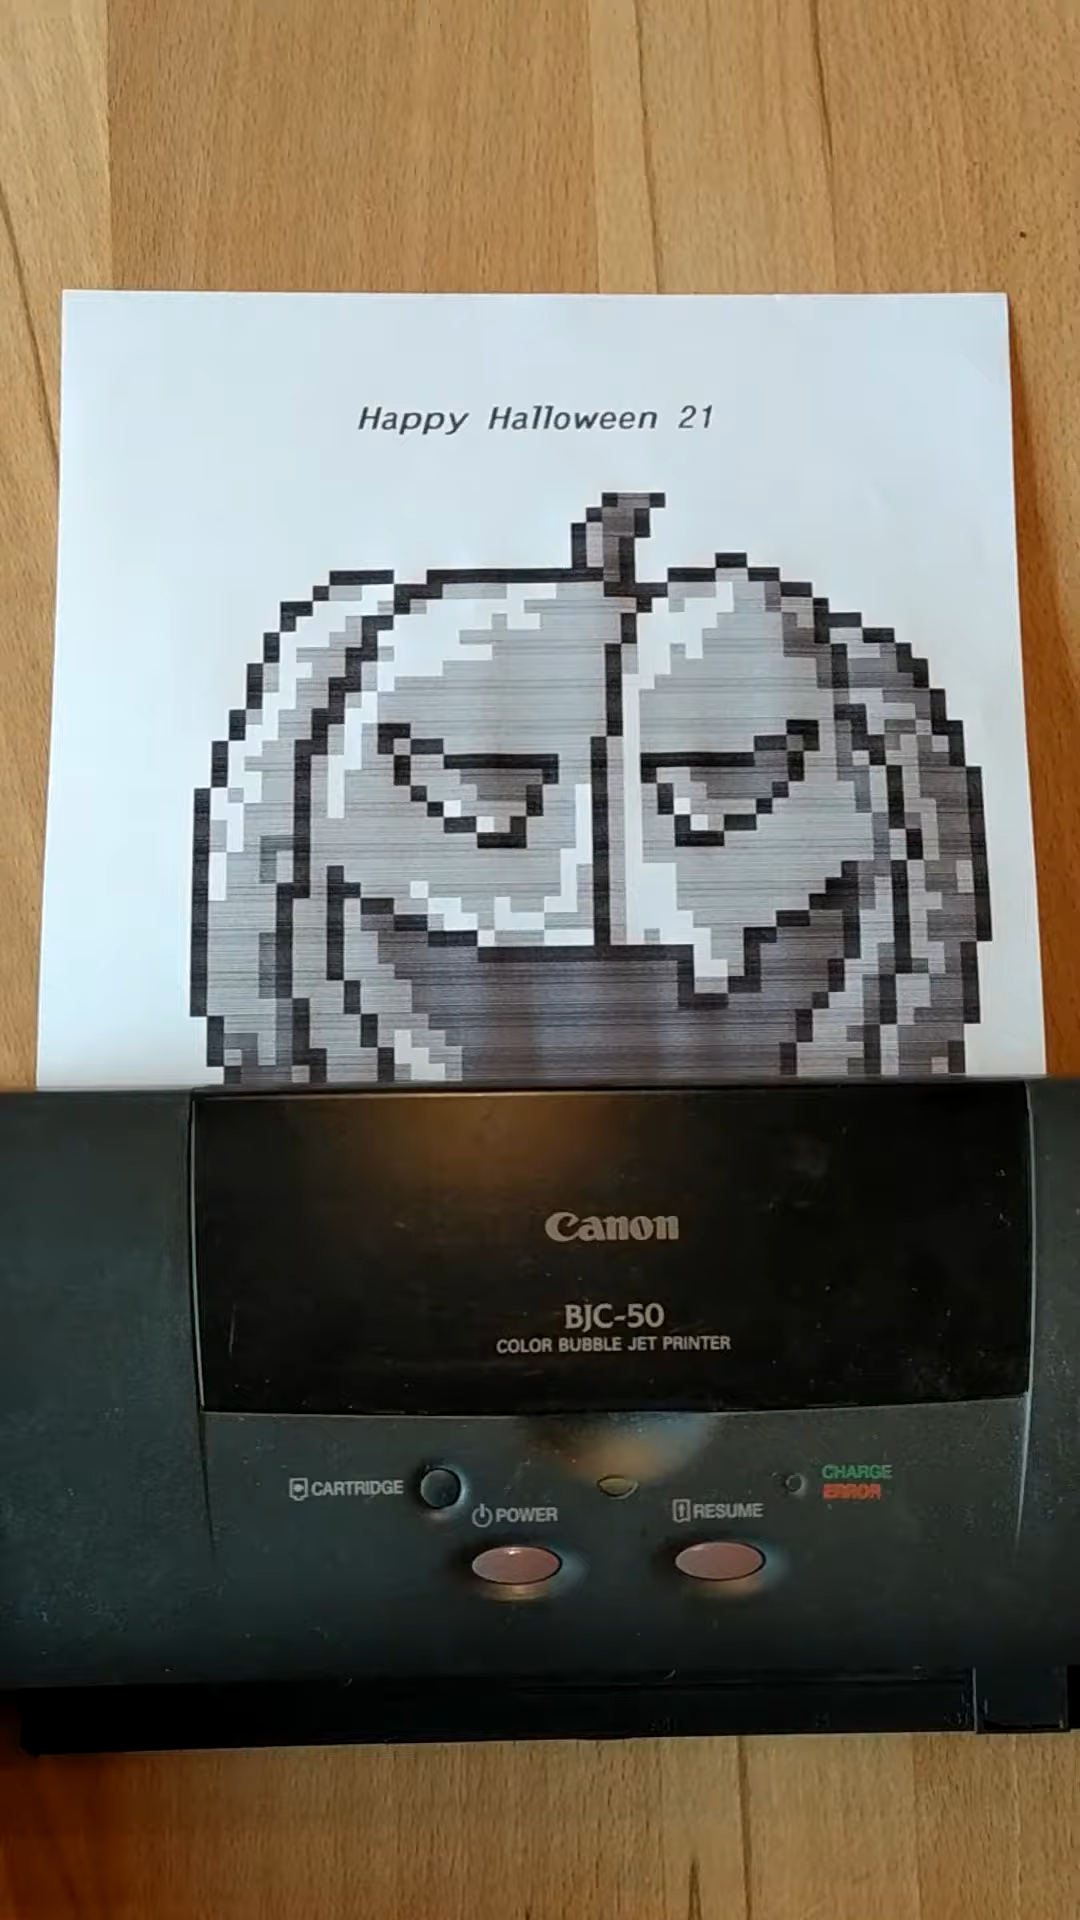 Happy Halloween 21
Canon
BJC-50
COLOR BUBBLE JET PRINTER
CARTRIDGE
POWER
RESUME
CHARGE
ERROR